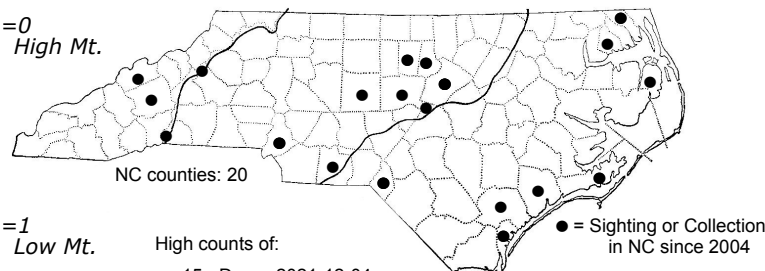 =0
High Mt.
NC counties: 20
=1
Low Mt.
High counts of:
● = Sighting or Collection
in NC since 2004